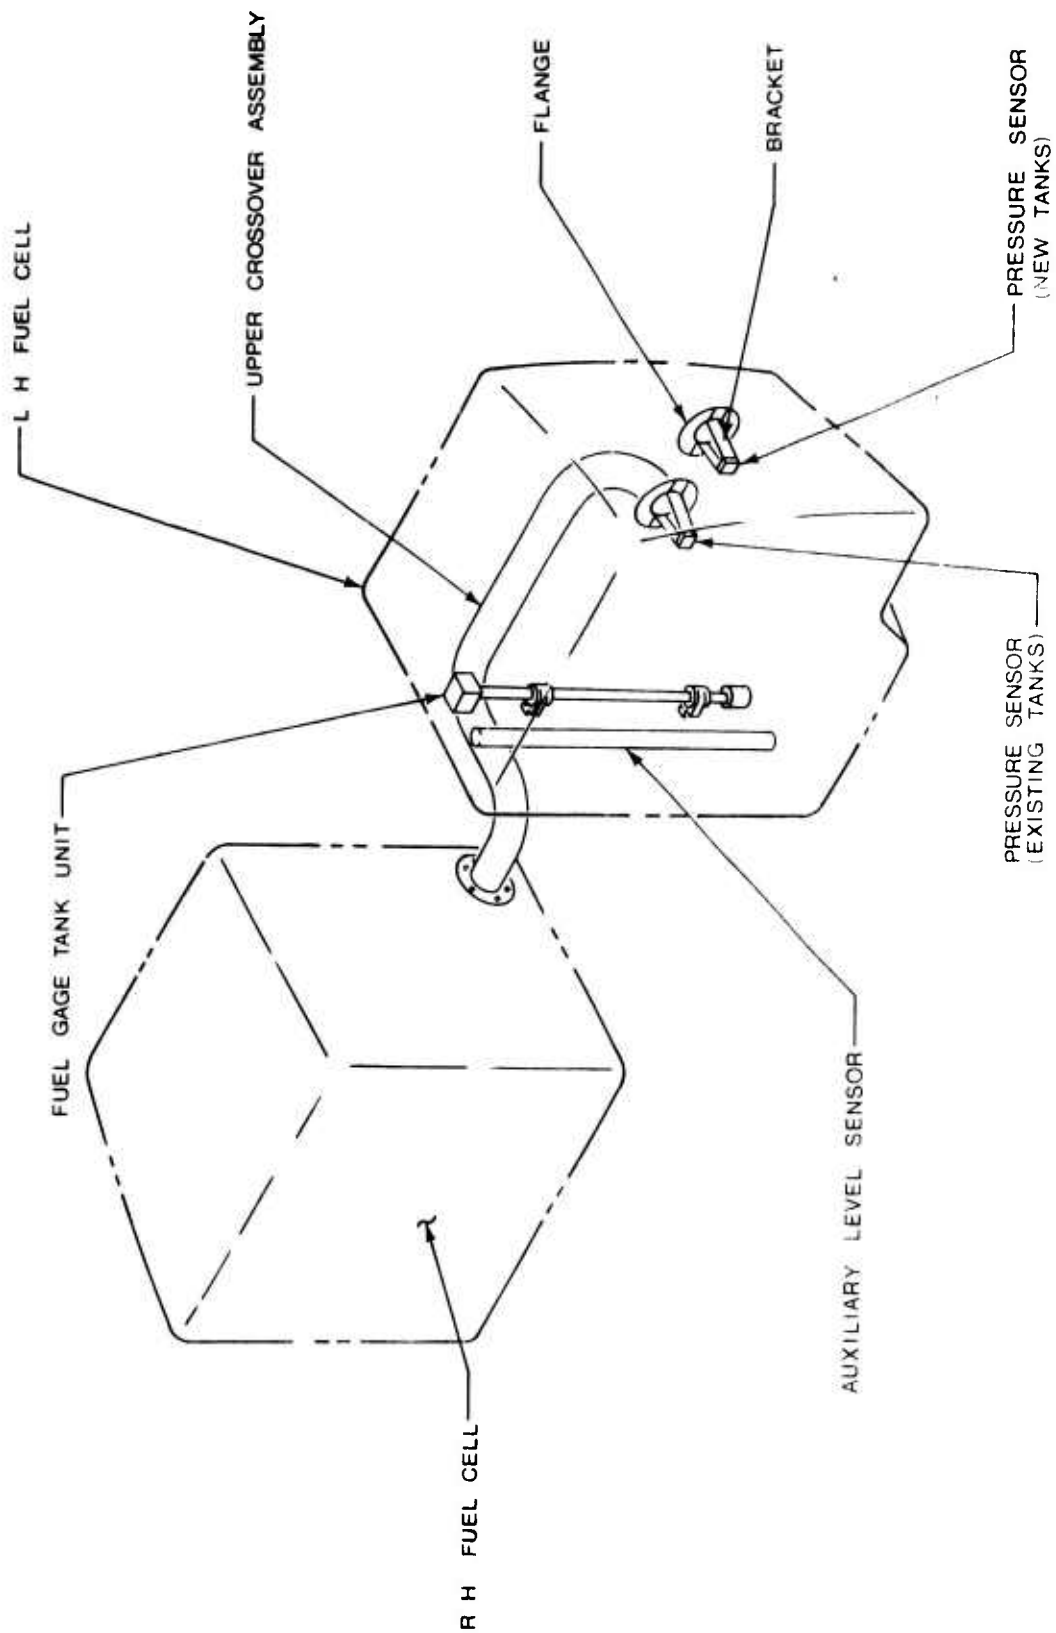 L H FUEL CELL
UPPER CROSSOVER ASSEMBLY
FUEL GAGE TANK UNIT
FLANGE
BRACKET
R H FUEL CELL
AUXILIARY LEVEL SENSOR
PRESSURE SENSOR
(EXISTING TANKS)
PRESSURE SENSOR
(NEW TANKS)